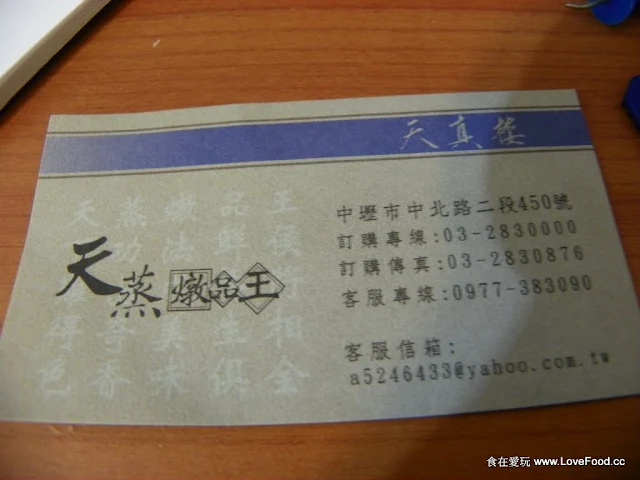 天真樓
天蒸燉品王
中壢市中北路二段450號
訂購專線:03-2830000
訂購傳真:03-2830876
客服專線:0977-383090
客服信箱:
a5246433@yahoo.com.tw
食在愛玩 www.LoveFood.cc